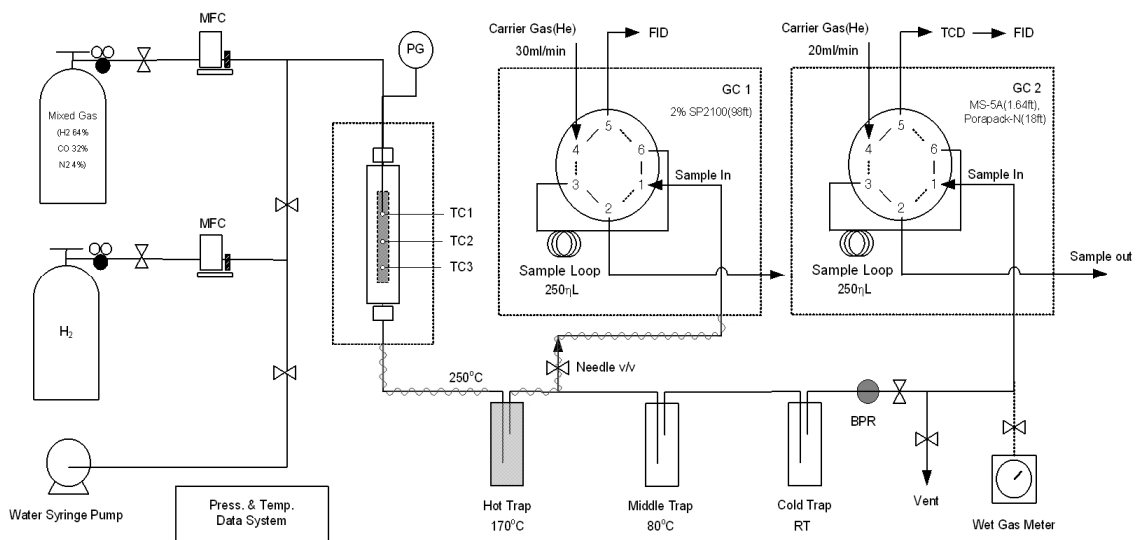 MFC
Mixed Gas
(H2 64%
CO 32%
N2 4%)
PG
MFC
H2
Water Syringe Pump
Press. & Temp.
Data System
TC1
TC2
TC3
250°C
Carrier Gas(He)
30ml/min
FID
GC 1
2% SP2100(98ft)
5
4
6
3
1
2
Sample In
Sample Loop
250ηL
Needle v/v
Carrier Gas(He)
20ml/min
TCD
FID
GC 2
MS-5A(1.64ft),
Porapack-N(18ft)
5
4
6
3
1
2
Sample In
Sample Loop
250ηL
Sample out
Hot Trap
170°C
Middle Trap
80°C
Cold Trap
RT
BPR
Vent
Wet Gas Meter